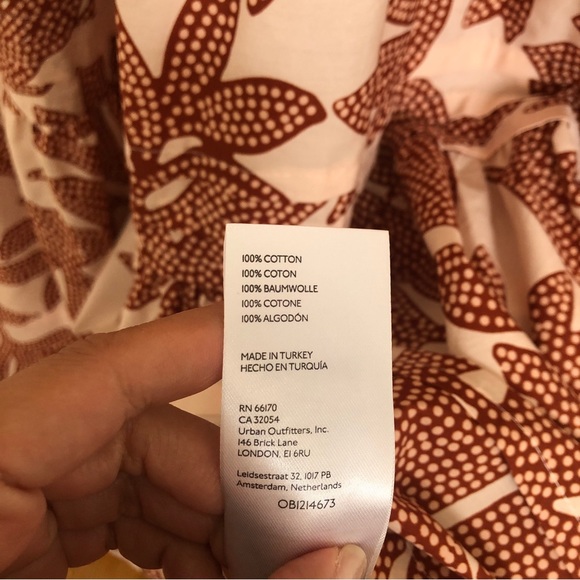 100% COTTON
100% COTON
100% BAUMWOLLE
100% COTONE
100% ALGODÓN
MADE IN TURKEY
HECHO EN TURQUÍA
RN 66170
CA 32054
Urban Outfitters, Inc.
146 Brick Lane
LONDON, E1 6RU
Leidsestraat 32, 1017 PB
Amsterdam, Netherlands
OB1214673